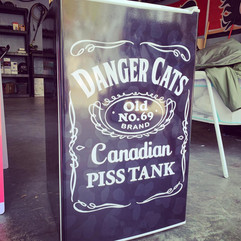 DANGER CATS
Old
No. 69
BRAND
Canadian
PISS TANK